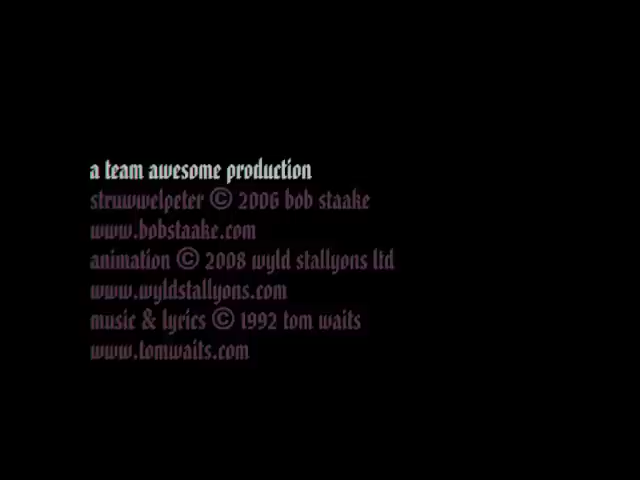 a team awesome production
struwwelpeter © 2006 bob staake
www.bobstaake.com
animation © 2008 wyld stallyons ltd
www.wyldstallyons.com
music & lyrics © 1992 tom waits
www.tomwaits.com